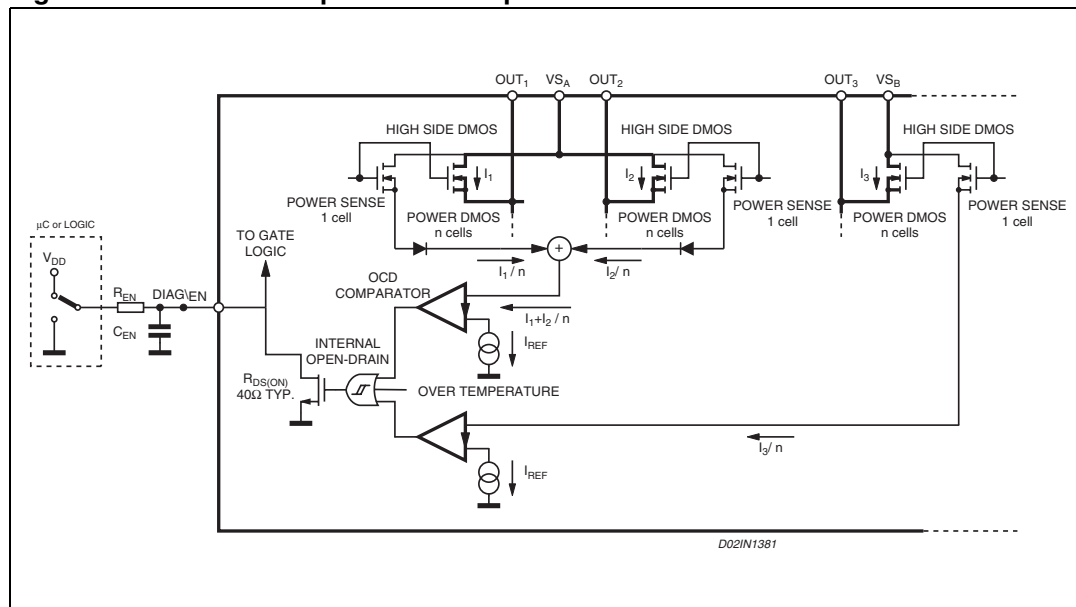 OUT1 VSA OUT2 OUT3 VSB
HIGH SIDE DMOS
HIGH SIDE DMOS
HIGH SIDE DMOS
I1
I2
I3
POWER SENSE
1 cell
POWER DMOS
n cells
POWER DMOS
n cells
POWER SENSE
1 cell
POWER DMOS
n cells
POWER SENSE
1 cell
µC or LOGIC
VDD
REN
DIAG\EN
CEN
TO GATE
LOGIC
+
I1 / n
I2/ n
OCD
COMPARATOR
I1+I2 / n
IREF
INTERNAL
OPEN-DRAIN
RDS(ON)
40Ω TYP.
OVER TEMPERATURE
I3/ n
IREF
D02IN1381